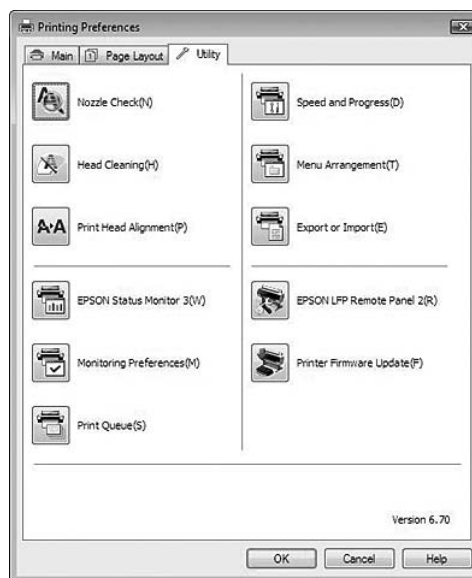 Printing Preferences
Main
1 Page Layout
Utility
Nozzle Check(N)
Head Cleaning(H)
A▸A Print Head Alignment(P)
EPSON Status Monitor 3(W)
Monitoring Preferences(M)
Print Queue(S)
Speed and Progress(D)
Menu Arrangement(T)
Export or Import(E)
EPSON LFP Remote Panel 2(R)
Printer Firmware Update(F)
Version 6.70
OK
Cancel
Help